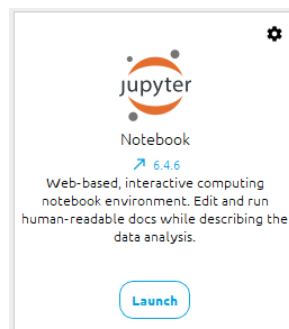 jupyter
Notebook
6.4.6
Web-based, interactive computing
notebook environment. Edit and run
human-readable docs while describing the
data analysis.
Launch